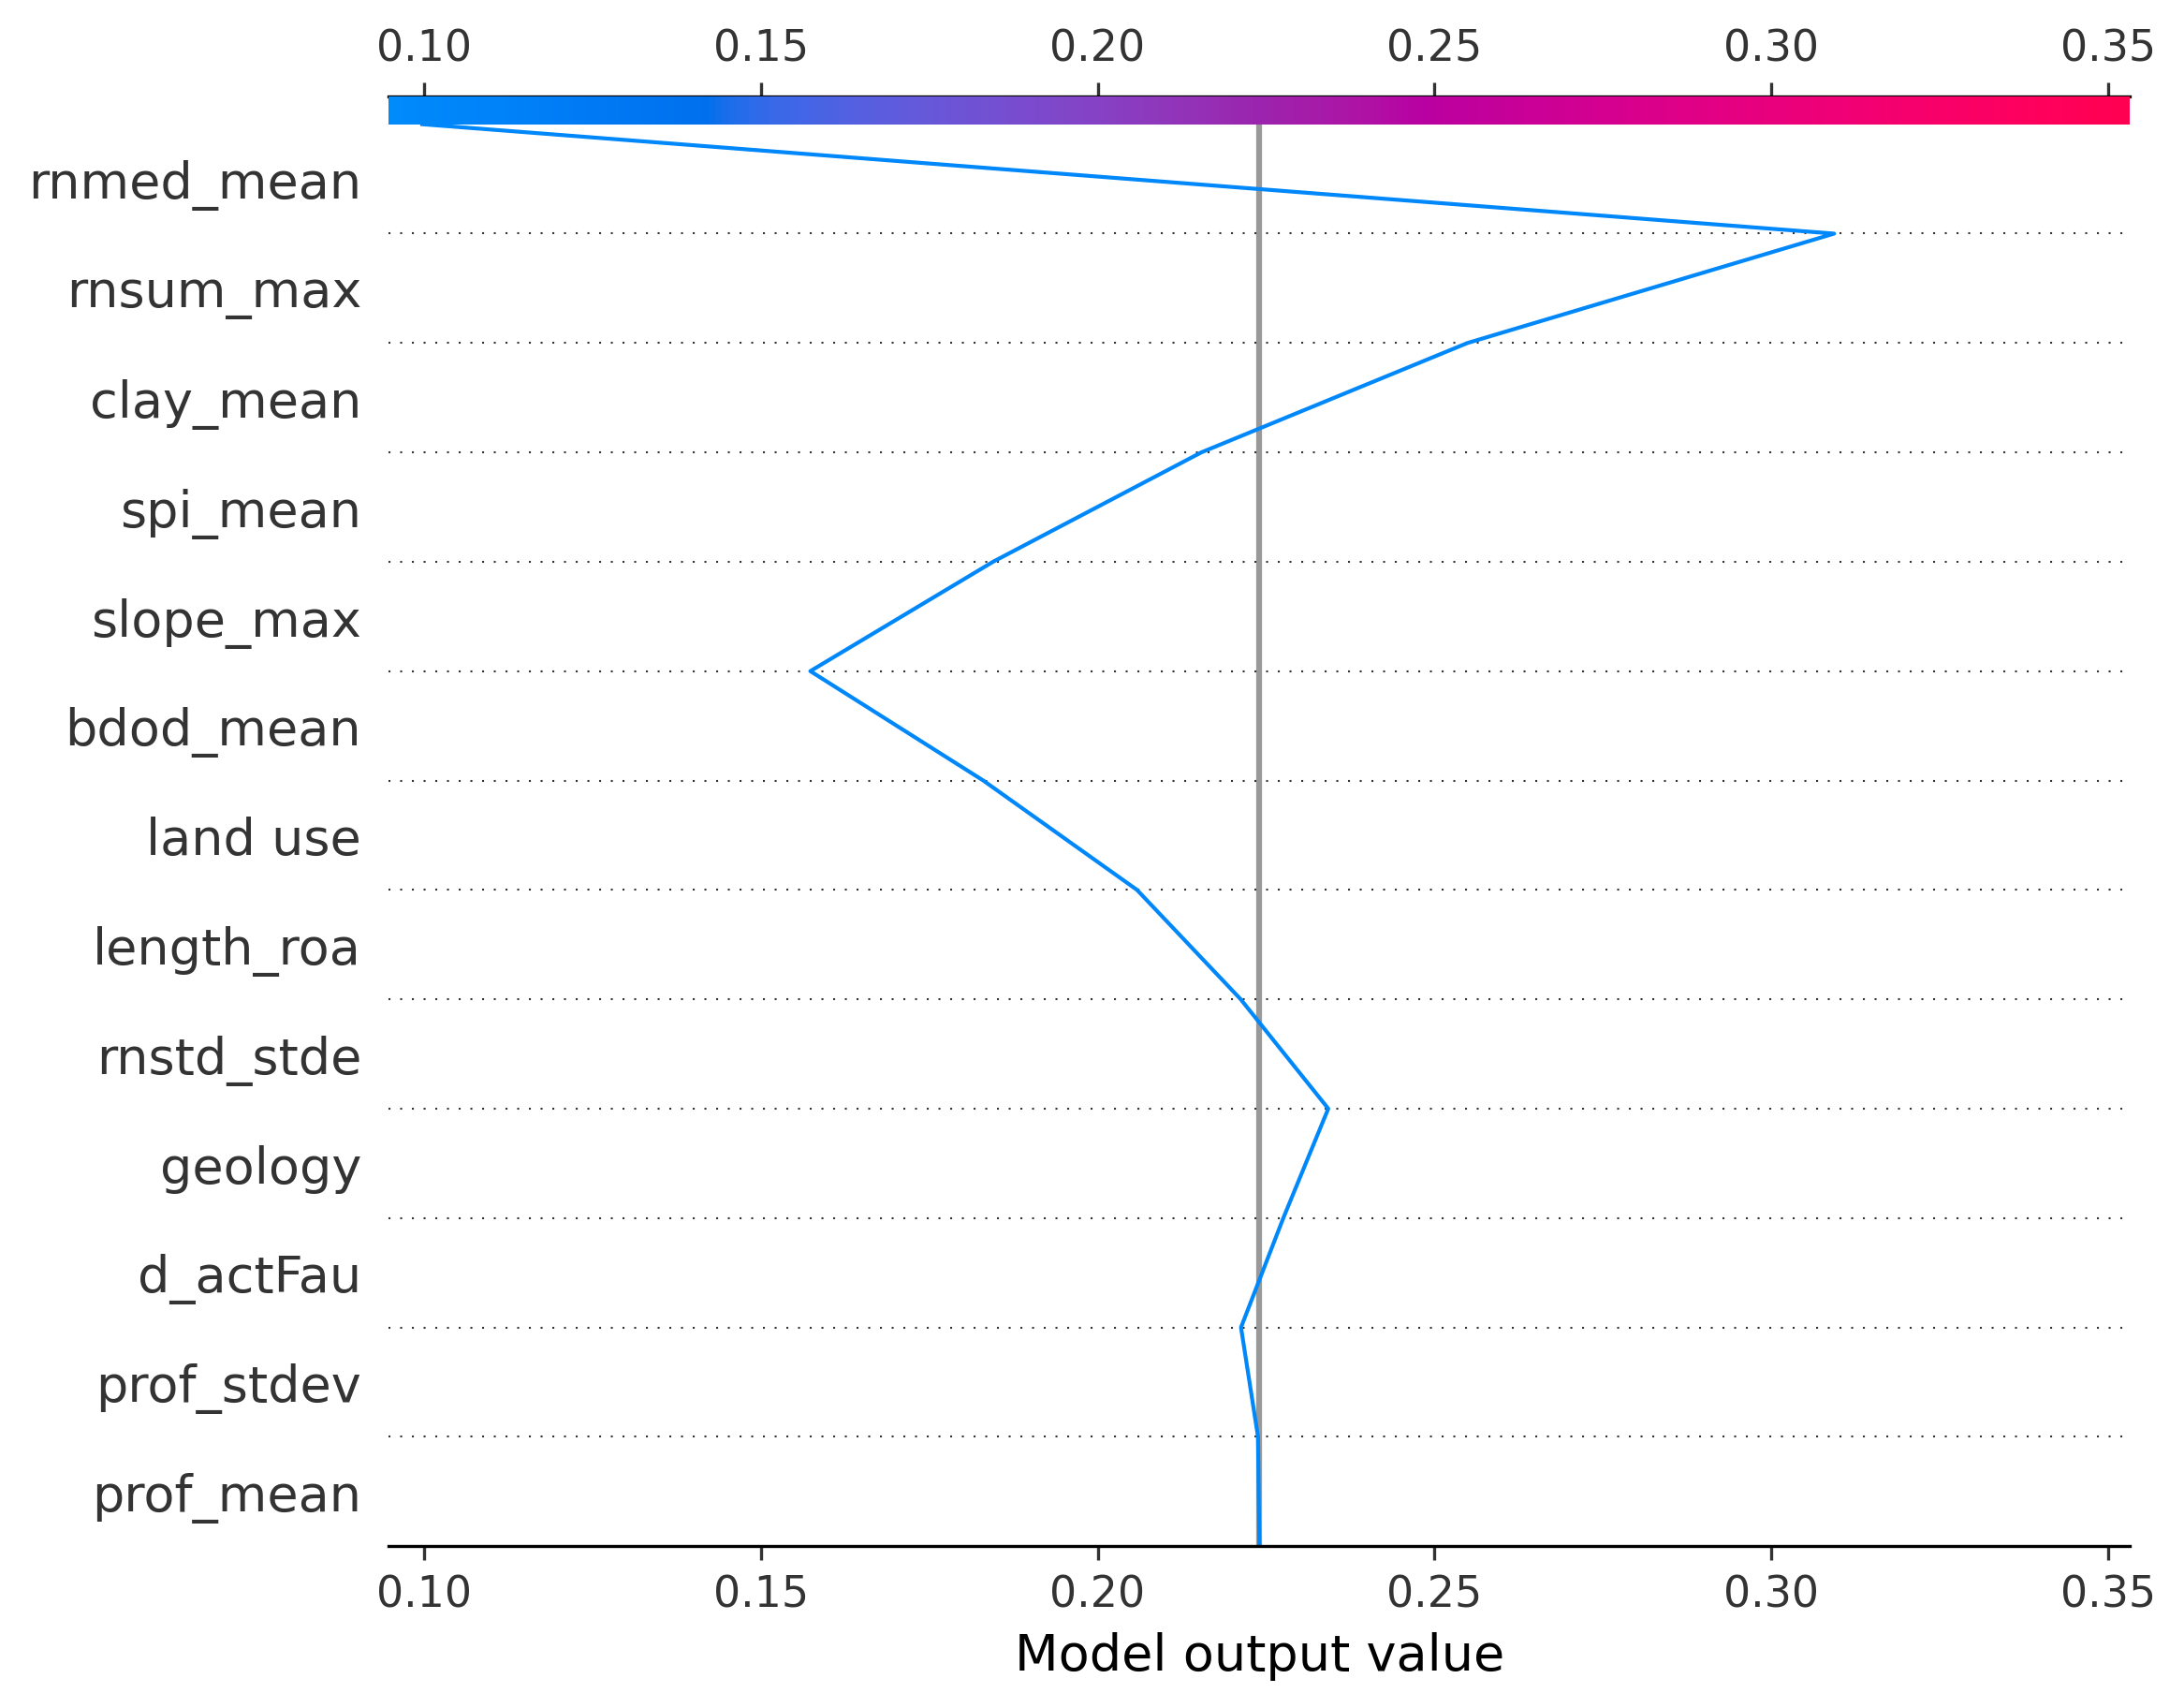 0.10 0.15 0.20 0.25 0.30 0.35
rnmed_mean
rnsum_max
clay_mean
spi_mean
slope_max
bdod_mean
land use
length_roa
rnstd_stde
geology
d_actFau
prof_stdev
prof_mean
0.10 0.15 0.20 0.25 0.30 0.35
Model output value